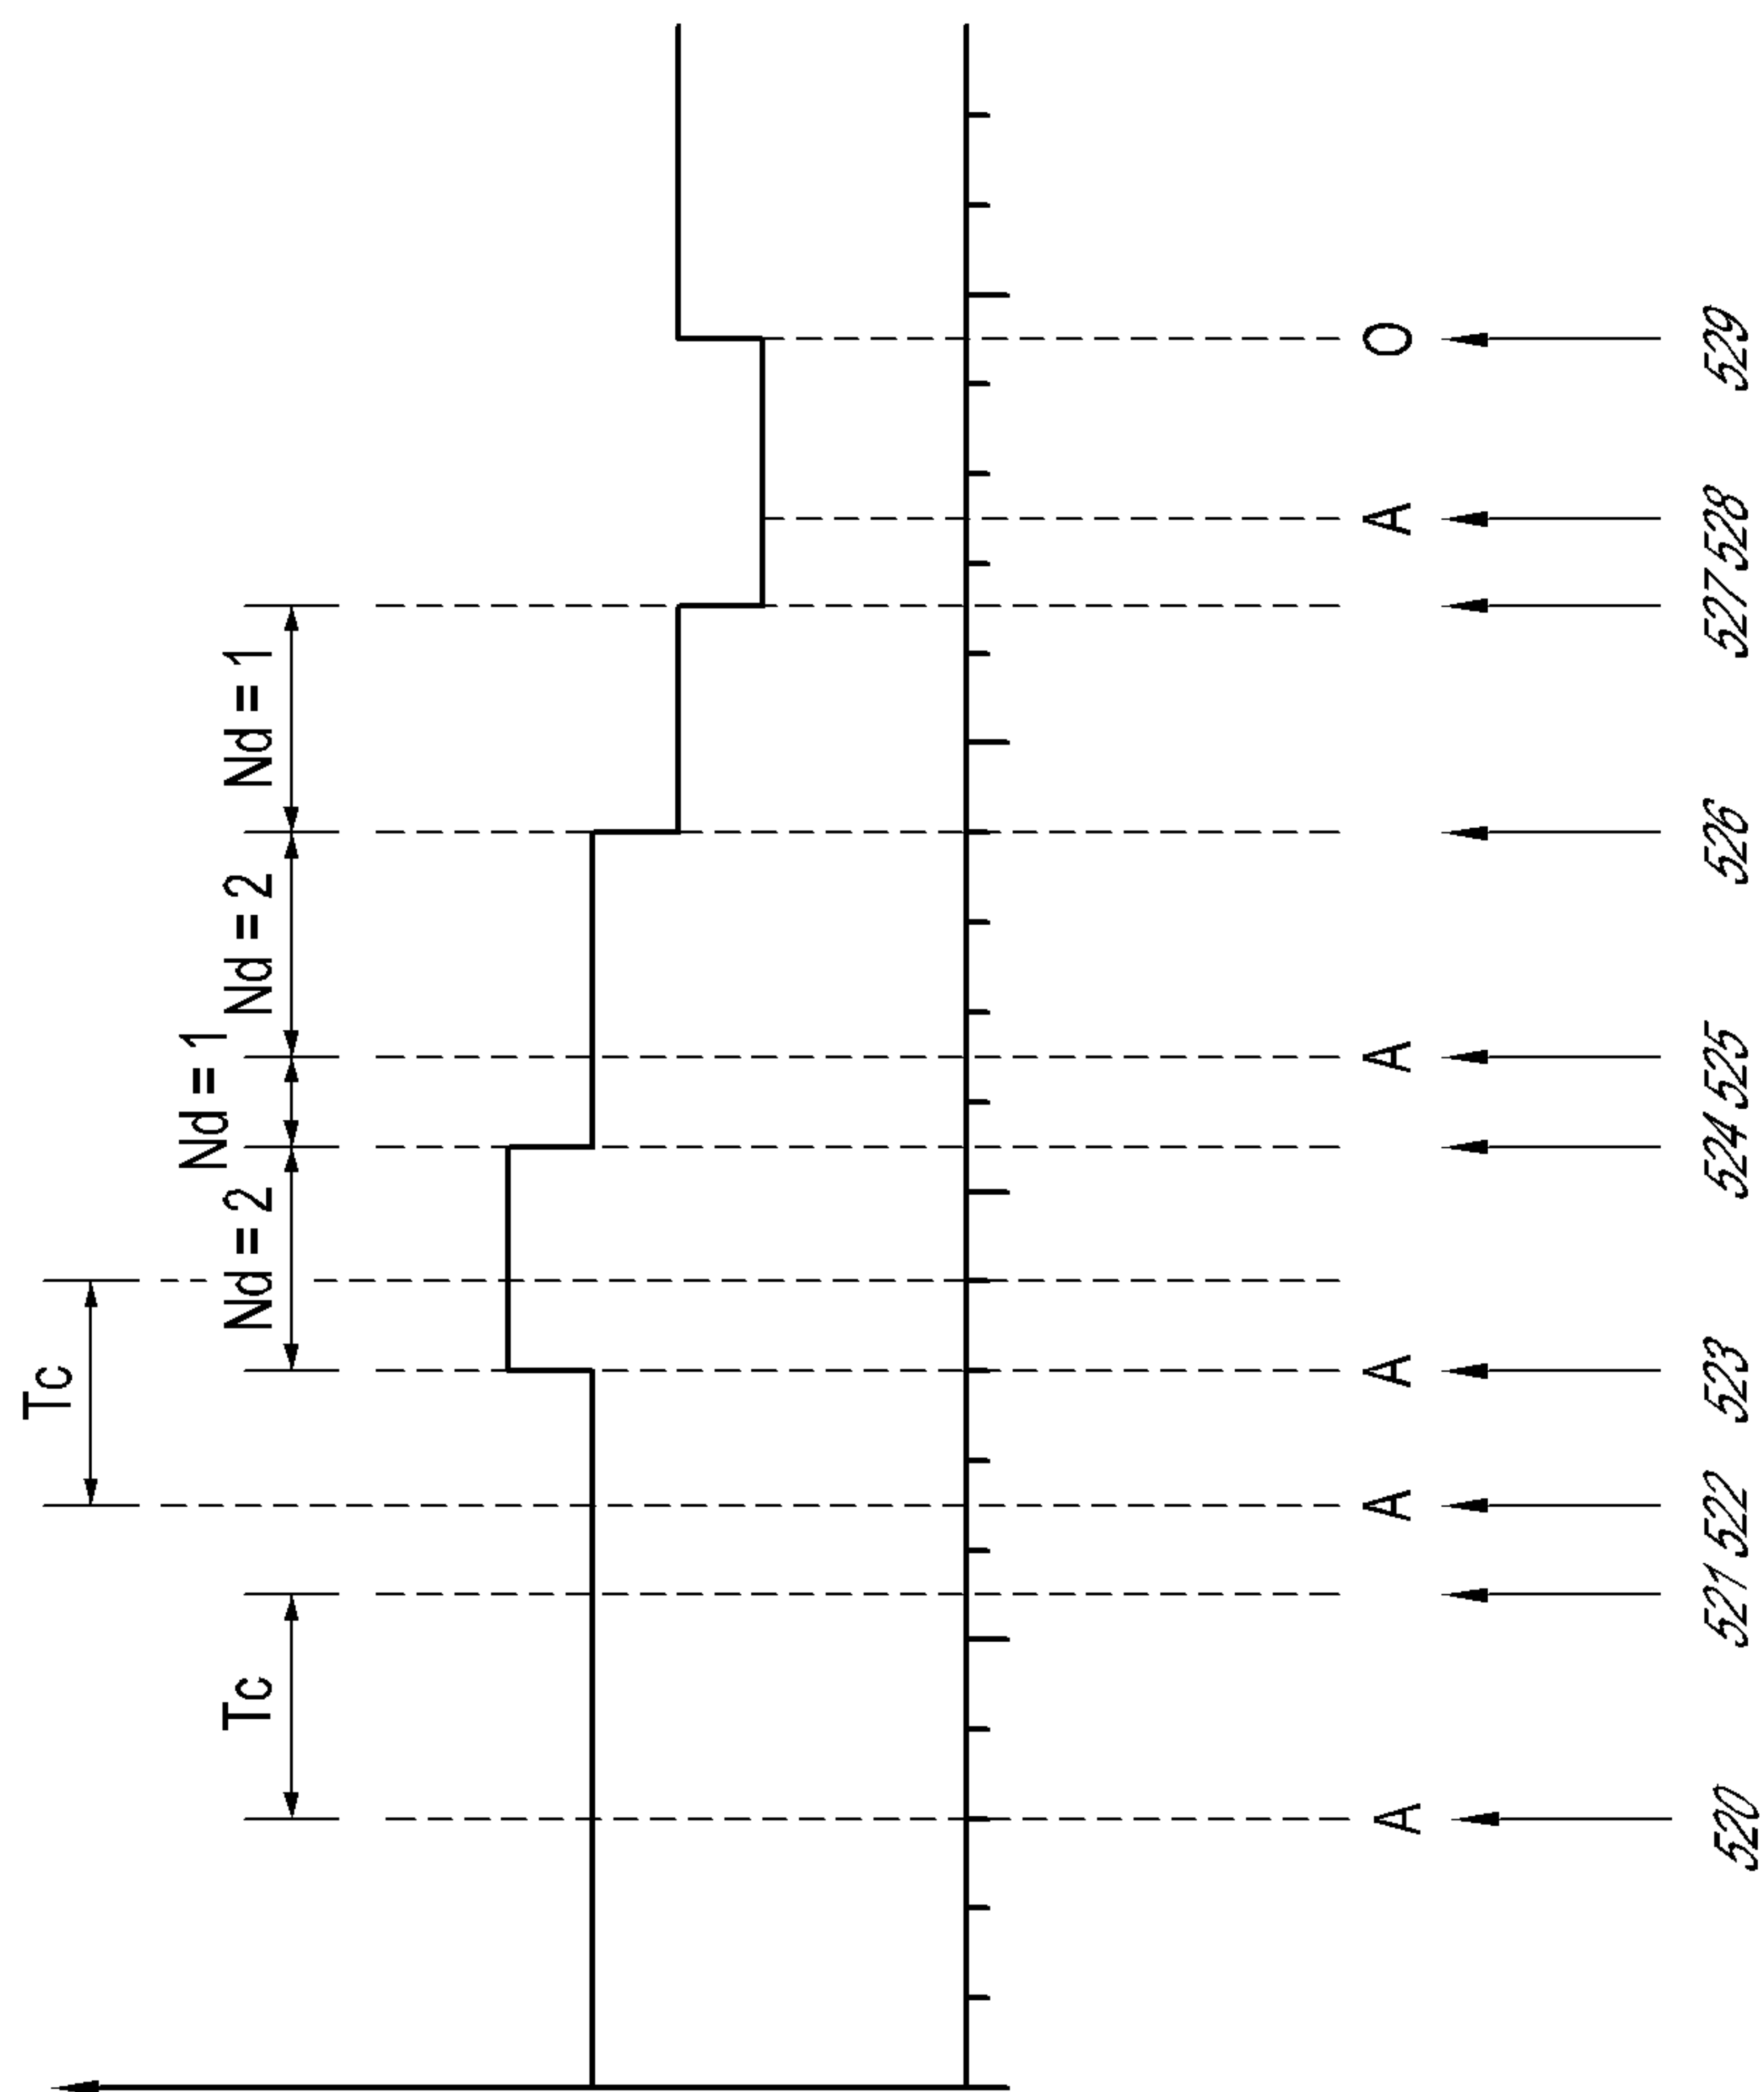 Tc
Tc
Nd = 2
Nd = 1
Nd = 2
Nd = 1
A
A
A
A
A
O
520
521
522
523
524
525
526
527
528
529